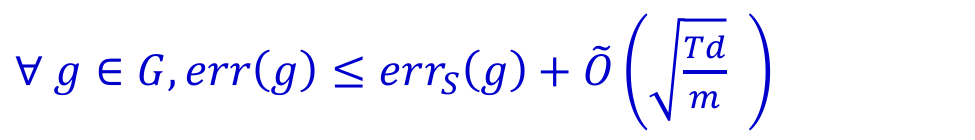 ∀ g ∈ G, err(g) ≤ err_S(g) + Õ(√(Td/m))